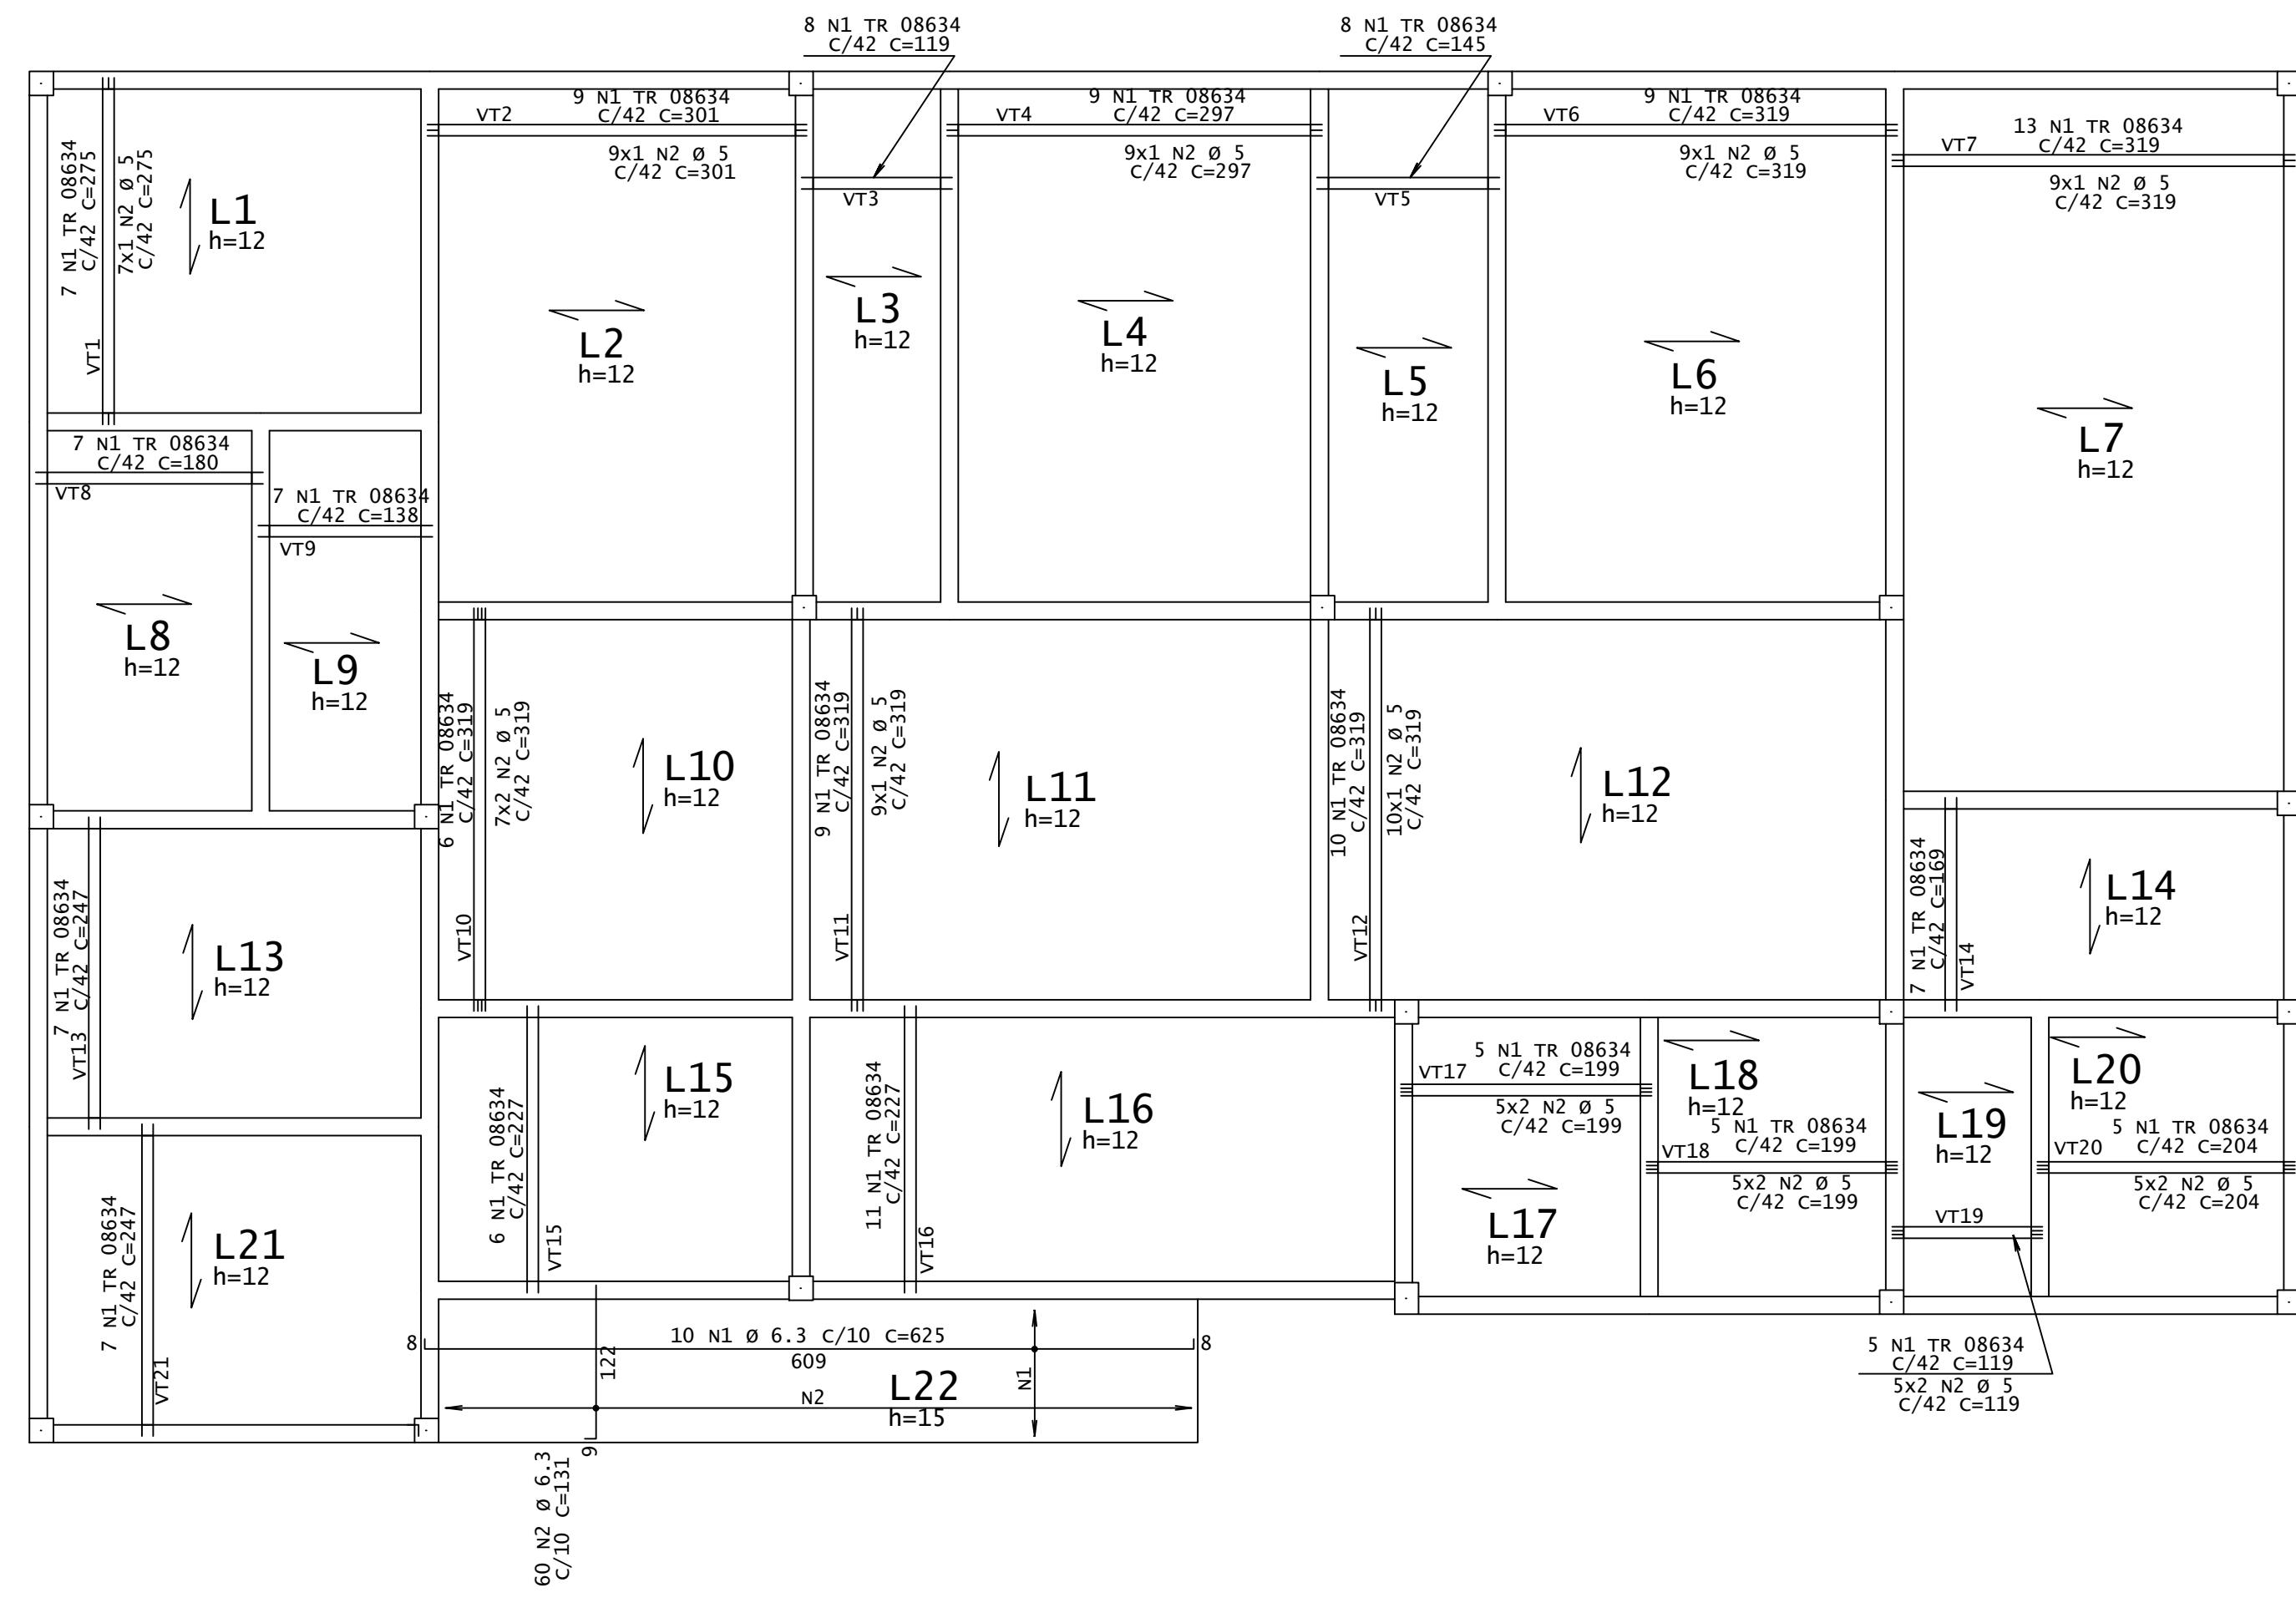 8 N1 TR 08634
C/42 C=119
8 N1 TR 08634
C/42 C=145
7 N1 TR 08634
C/42 C=275
7x1 N2 Ø 5
C/42 C=275
VT1
L1
h=12
VT2
9 N1 TR 08634
C/42 C=301
9x1 N2 Ø 5
C/42 C=301
L2
h=12
VT3
L3
h=12
VT4
9 N1 TR 08634
C/42 C=297
9x1 N2 Ø 5
C/42 C=297
L4
h=12
VT5
L5
h=12
VT6
9 N1 TR 08634
C/42 C=319
9x1 N2 Ø 5
C/42 C=319
L6
h=12
VT7
13 N1 TR 08634
C/42 C=319
9x1 N2 Ø 5
C/42 C=319
L7
h=12
7 N1 TR 08634
C/42 C=180
VT8
L8
h=12
7 N1 TR 08634
C/42 C=138
VT9
L9
h=12
6 N1 TR 08634
C/42 C=319
7x2 N2 Ø 5
C/42 C=319
VT10
L10
h=12
9 N1 TR 08634
C/42 C=319
9x1 N2 Ø 5
C/42 C=319
VT11
L11
h=12
10 N1 TR 08634
C/42 C=319
10x1 N2 Ø 5
C/42 C=319
VT12
L12
h=12
7 N1 TR 08634
C/42 C=247
VT13
L13
h=12
7 N1 TR 08634
C/42 C=169
VT14
L14
h=12
6 N1 TR 08634
C/42 C=227
VT15
L15
h=12
11 N1 TR 08634
C/42 C=227
VT16
L16
h=12
VT17
5 N1 TR 08634
C/42 C=199
5x2 N2 Ø 5
C/42 C=199
L17
h=12
L18
h=12
VT18
5 N1 TR 08634
C/42 C=199
5x2 N2 Ø 5
C/42 C=199
L19
h=12
VT19
5 N1 TR 08634
C/42 C=119
5x2 N2 Ø 5
C/42 C=119
L20
h=12
VT20
5 N1 TR 08634
C/42 C=204
5x2 N2 Ø 5
C/42 C=204
7 N1 TR 08634
C/42 C=247
VT21
L21
h=12
8
10 N1 Ø 6.3 C/10 C=625
8
609
122
N1
N2
L22
h=15
9
60 N2 Ø 6.3
C/10 C=131